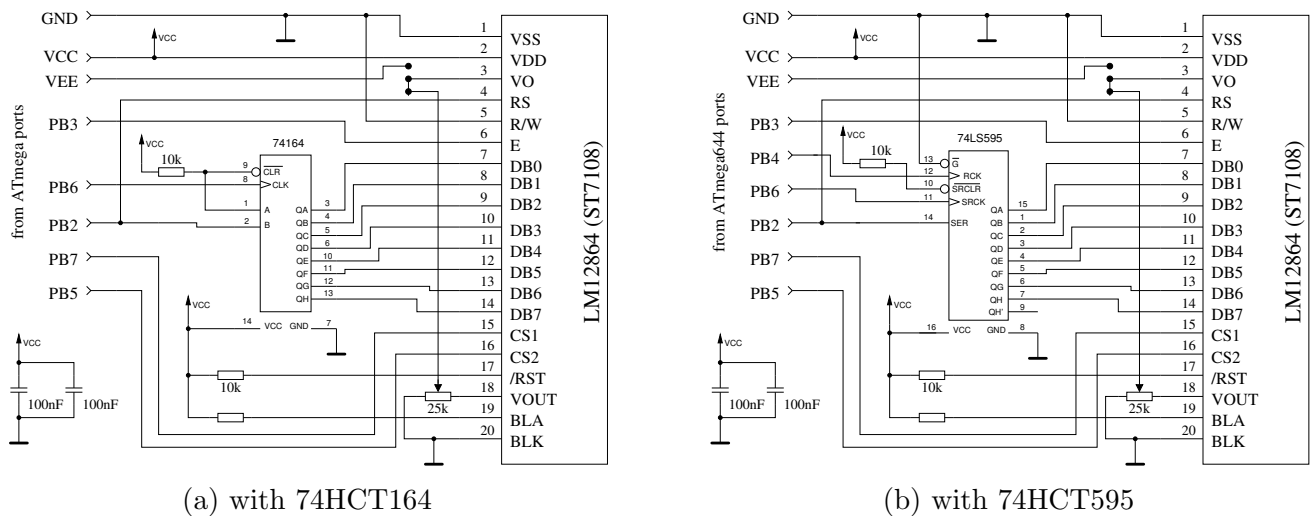 GND
VCC
VCC
VEE
RS
PB3
PB6
PB2
PB7
PB5
from ATmega ports
VCC
10k
74164
9 CLR
8 CLK
1 A
2 B
QA 3
QB 4
QC 5
QD 6
QE 10
QF 11
QG 12
QH 13
14 VCC GND 7
VCC
10k
25k
VCC
100nF 100nF
1 VSS
2 VDD
3 VO
4 RS
5 R/W
6 E
7 DB0
8 DB1
9 DB2
10 DB3
11 DB4
12 DB5
13 DB6
14 DB7
15 CS1
16 CS2
17 /RST
18 VOUT
19 BLA
20 BLK
LM12864 (ST7108)
(a) with 74HCT164
GND
VCC
VCC
VEE
PB3
PB4
PB6
PB2
PB7
PB5
from ATmega644 ports
VCC
10k
74LS595
13 G
12 RCK
10 SRCLR
11 SRCK
14 SER
QA 15
QB 1
QC 2
QD 3
QE 4
QF 5
QG 6
QH 7
QH' 9
16 VCC GND 8
VCC
10k
25k
VCC
100nF 100nF
1 VSS
2 VDD
3 VO
4 RS
5 R/W
6 E
7 DB0
8 DB1
9 DB2
10 DB3
11 DB4
12 DB5
13 DB6
14 DB7
15 CS1
16 CS2
17 /RST
18 VOUT
19 BLA
20 BLK
LM12864 (ST7108)
(b) with 74HCT595